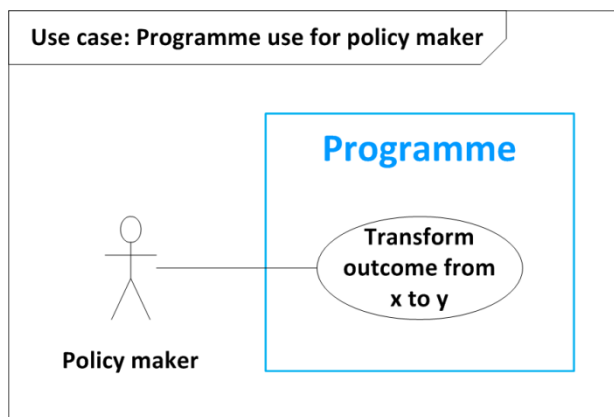 Use case: Programme use for policy maker
Programme
Transform
outcome from
x to y
Policy maker